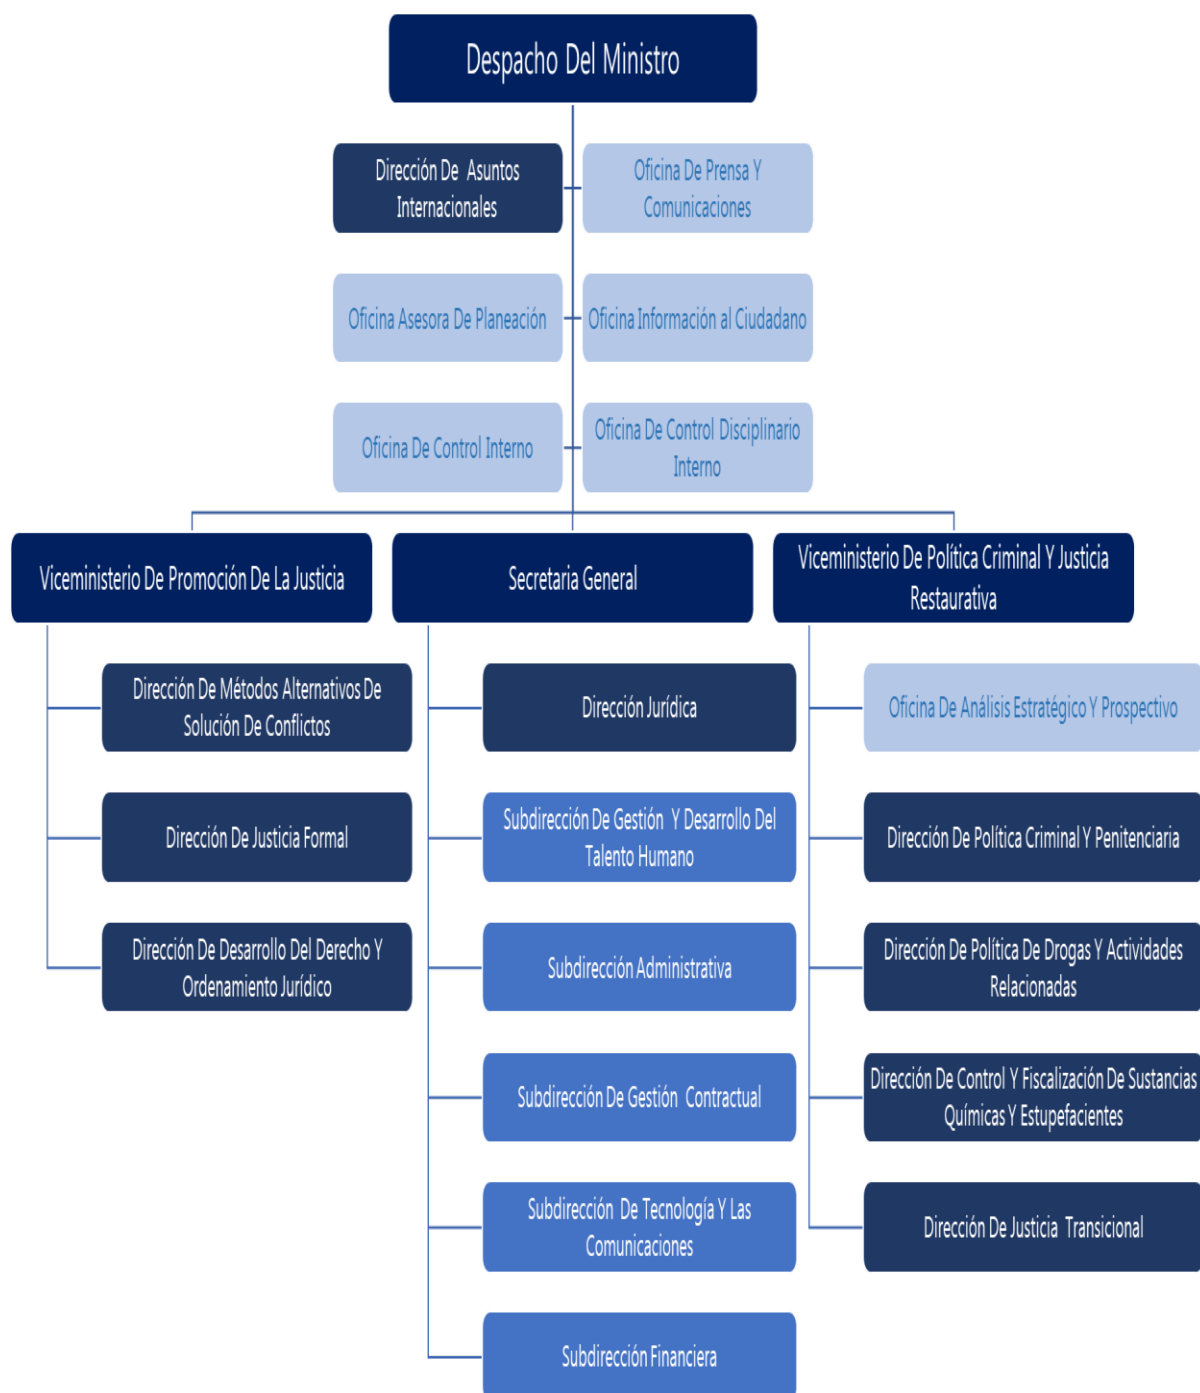 Despacho Del Ministro
Dirección De Asuntos
Internacionales
Oficina De Prensa Y
Comunicaciones
Oficina Asesora De Planeación
Oficina Información al Ciudadano
Oficina De Control Interno
Oficina De Control Disciplinario
Interno
Viceministerio De Promoción De La Justicia
Secretaria General
Viceministerio De Política Criminal Y Justicia
Restaurativa
Dirección De Métodos Alternativos De
Solución De Conflictos
Dirección De Justicia Formal
Dirección De Desarrollo Del Derecho Y
Ordenamiento Jurídico
Dirección Jurídica
Subdirección De Gestión Y Desarrollo Del
Talento Humano
Subdirección Administrativa
Subdirección De Gestión Contractual
Subdirección De Tecnología Y Las
Comunicaciones
Subdirección Financiera
Oficina De Análisis Estratégico Y Prospectivo
Dirección De Política Criminal Y Penitenciaria
Dirección De Política De Drogas Y Actividades
Relacionadas
Dirección De Control Y Fiscalización De Sustancias
Químicas Y Estupefacientes
Dirección De Justicia Transicional